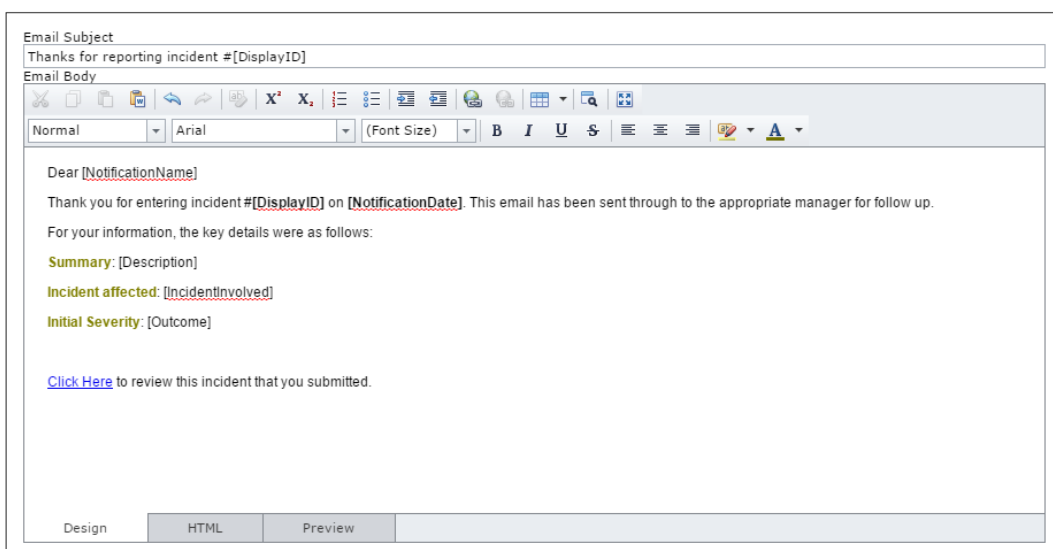 Email Subject
Thanks for reporting incident #[DisplayID]
Email Body
X² X₂
Normal Arial (Font Size) B I U S A
Dear [NotificationName]
Thank you for entering incident #[DisplayID] on [NotificationDate]. This email has been sent through to the appropriate manager for follow up.
For your information, the key details were as follows:
Summary: [Description]
Incident affected: [IncidentInvolved]
Initial Severity: [Outcome]
Click Here to review this incident that you submitted.
Design HTML Preview